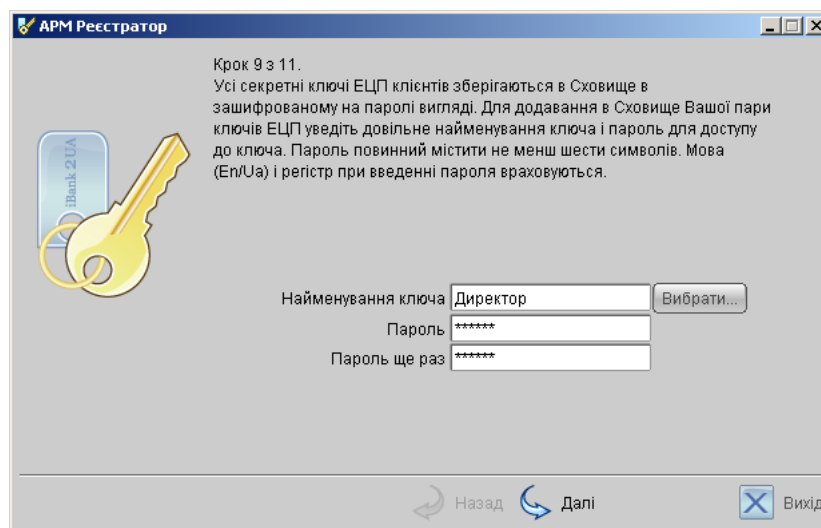 АРМ Реєстратор
Крок 9 з 11.
Усі секретні ключі ЕЦП клієнтів зберігаються в Сховище в
зашифрованому на паролі вигляді. Для додавання в Сховище Вашої пари
ключів ЕЦП уведіть довільне найменування ключа і пароль для доступу
до ключа. Пароль повинний містити не менш шести символів. Мова
(En/Ua) і регістр при введенні пароля враховуються.
iBank 2 UA
Найменування ключа Директор Вибрати...
Пароль ******
Пароль ще раз ******
Назад Далі Вихід